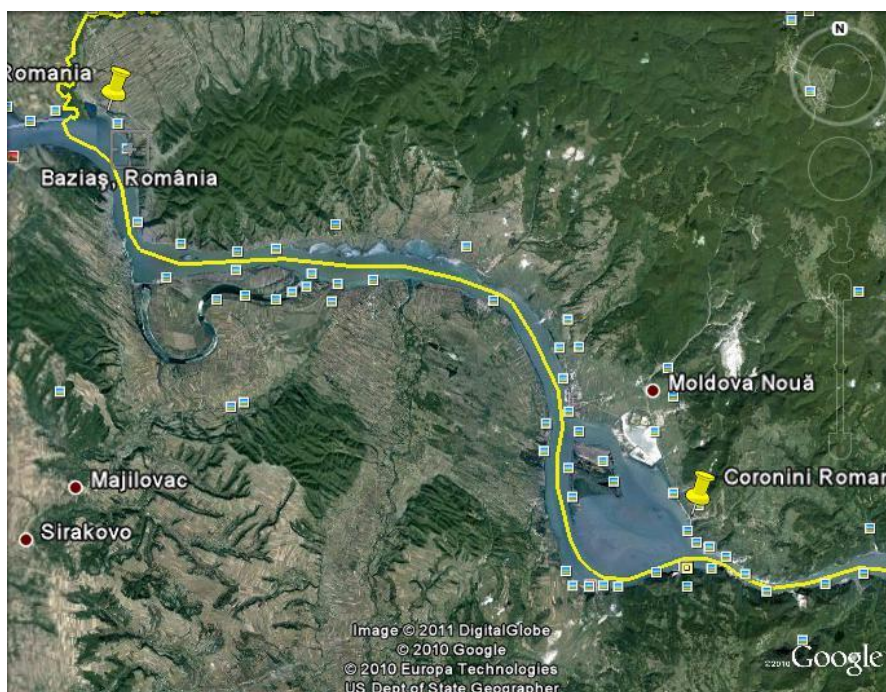 N
Romania
Baziaş, România
Moldova Nouă
Majilovac
Coronini Roman
Sirakovo
Image © 2011 DigitalGlobe
© 2010 Google
© 2010 Europa Technologies
US Dept of State Geographer
©2010 Google